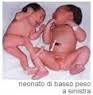 neonato di basso peso
a sinistra